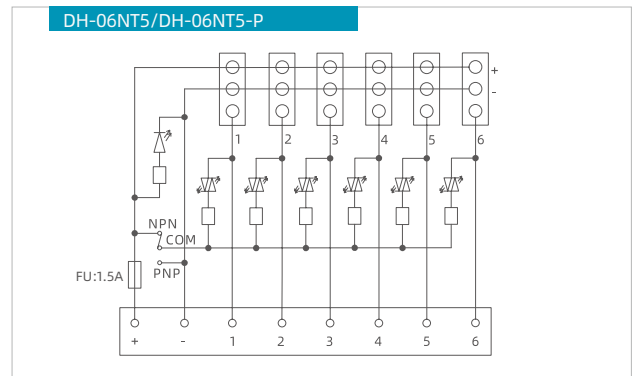 DH-06NT5/DH-06NT5-P
+
-
1 2 3 4 5 6
NPN
COM
PNP
FU:1.5A
+ - 1 2 3 4 5 6